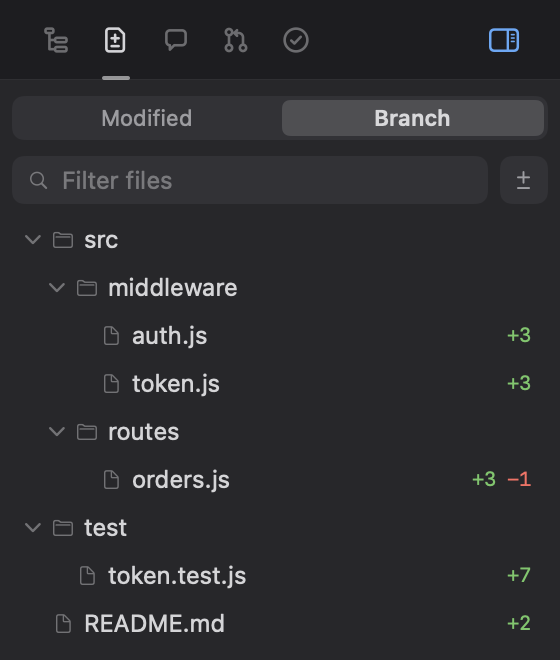 Modified Branch
Filter files
src
middleware
auth.js +3
token.js +3
routes
orders.js +3 −1
test
token.test.js +7
README.md +2